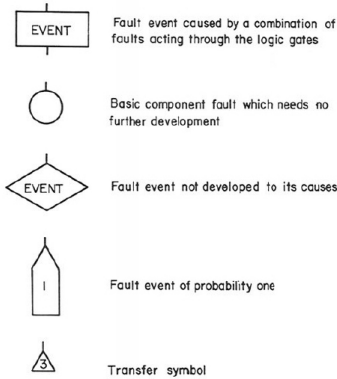 EVENT
Fault event caused by a combination of
faults acting through the logic gates
Basic component fault which needs no
further development
EVENT
Fault event not developed to its causes
1
Fault event of probability one
3
Transfer symbol